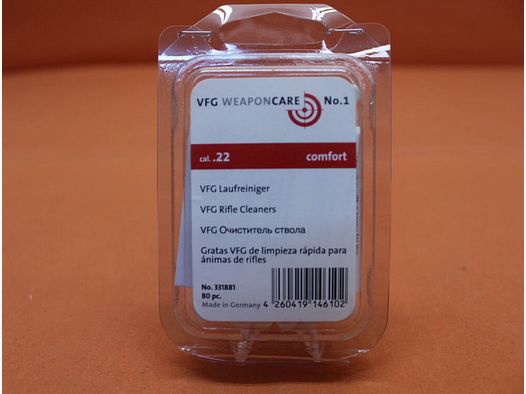 VFG WEAPONCARE No.1
cal. .22 comfort
VFG Laufreiniger
VFG Rifle Cleaners
VFG Очиститель ствола
Gratas VFG de limpieza rápida para
ánimas de rifles
No. 331881
80 pc.
Made in Germany 4 260419 146102